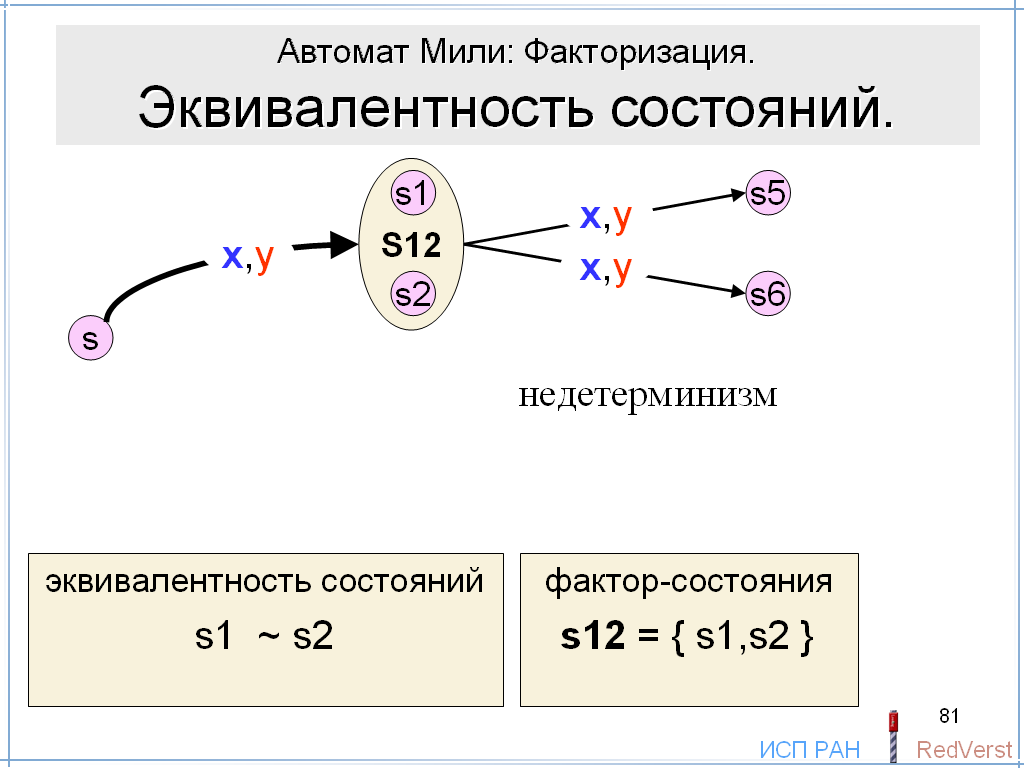 Автомат Мили: Факторизация.
Эквивалентность состояний.
s1
S12
s2
x,y
x,y
x,y
s5
s6
s
недетерминизм
эквивалентность состояний
s1 ~ s2
фактор-состояния
s12 = { s1,s2 }
81
ИСП РАН
RedVerst